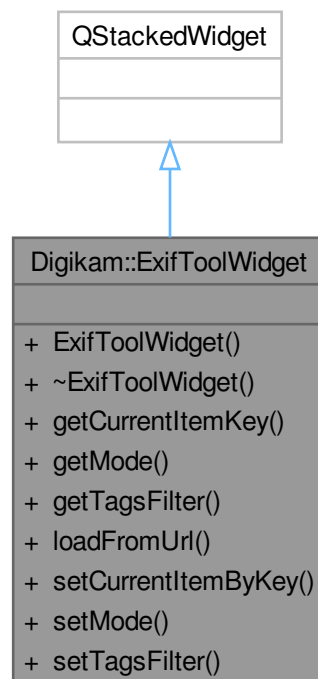 QStackedWidget
Digikam::ExifToolWidget
+ ExifToolWidget()
+ ~ExifToolWidget()
+ getCurrentItemKey()
+ getMode()
+ getTagsFilter()
+ loadFromUrl()
+ setCurrentItemByKey()
+ setMode()
+ setTagsFilter()